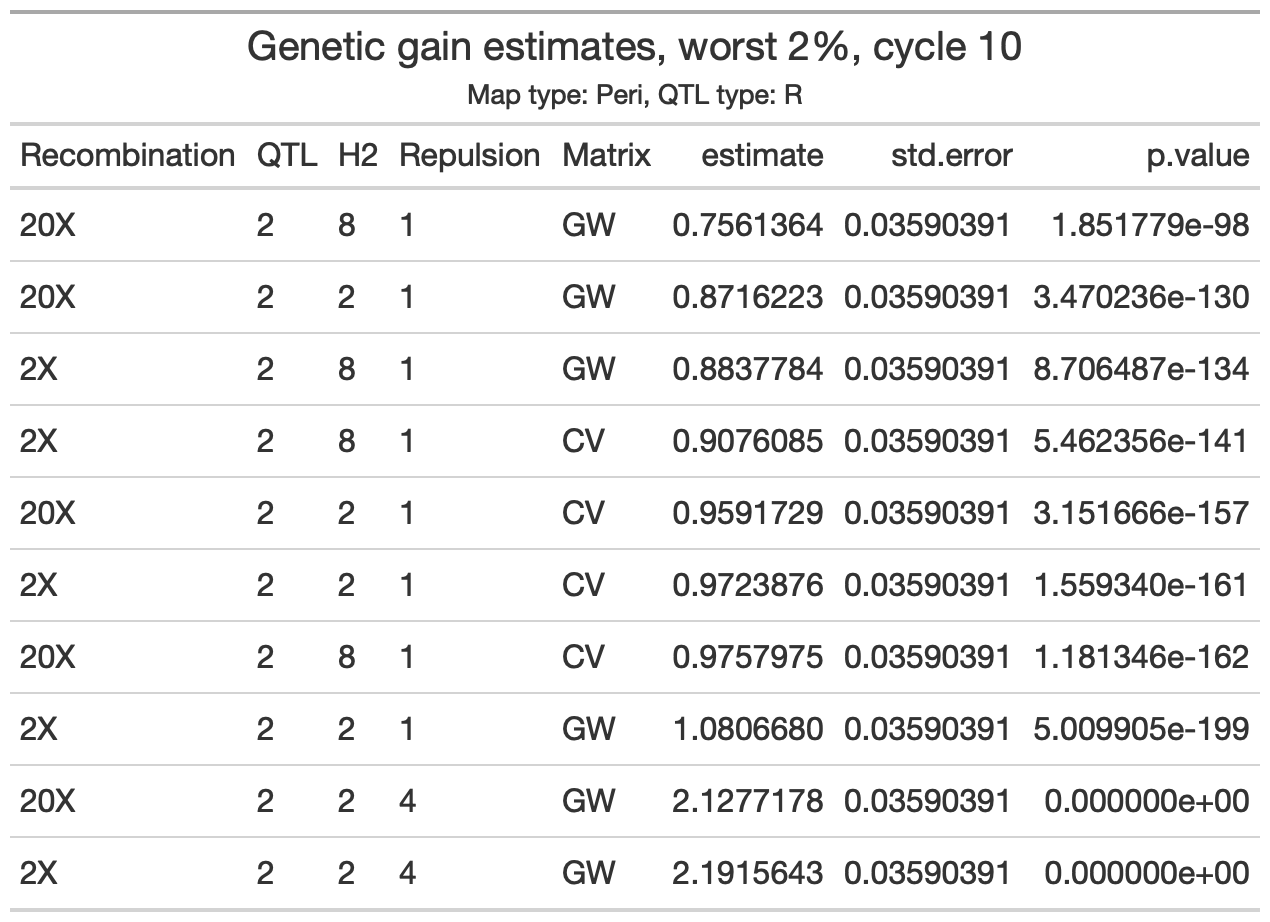 Genetic gain estimates, worst 2%, cycle 10
Map type: Peri, QTL type: R
Recombination QTL H2 Repulsion Matrix estimate std.error p.value
20X 2 8 1 GW 0.7561364 0.03590391 1.851779e-98
20X 2 2 1 GW 0.8716223 0.03590391 3.470236e-130
2X 2 8 1 GW 0.8837784 0.03590391 8.706487e-134
2X 2 8 1 CV 0.9076085 0.03590391 5.462356e-141
20X 2 2 1 CV 0.9591729 0.03590391 3.151666e-157
2X 2 2 1 CV 0.9723876 0.03590391 1.559340e-161
20X 2 8 1 CV 0.9757975 0.03590391 1.181346e-162
2X 2 2 1 GW 1.0806680 0.03590391 5.009905e-199
20X 2 2 4 GW 2.1277178 0.03590391 0.000000e+00
2X 2 2 4 GW 2.1915643 0.03590391 0.000000e+00